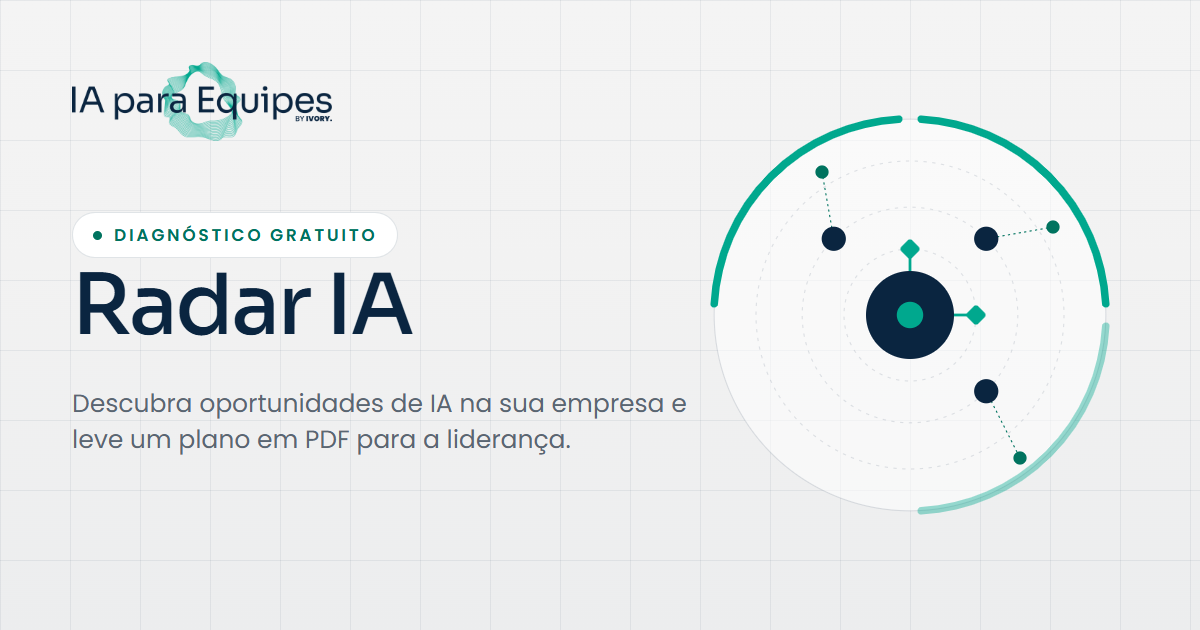 IA para Equipes
BY IVORY.
DIAGNÓSTICO GRATUITO
Radar IA
Descubra oportunidades de IA na sua empresa e
leve um plano em PDF para a liderança.